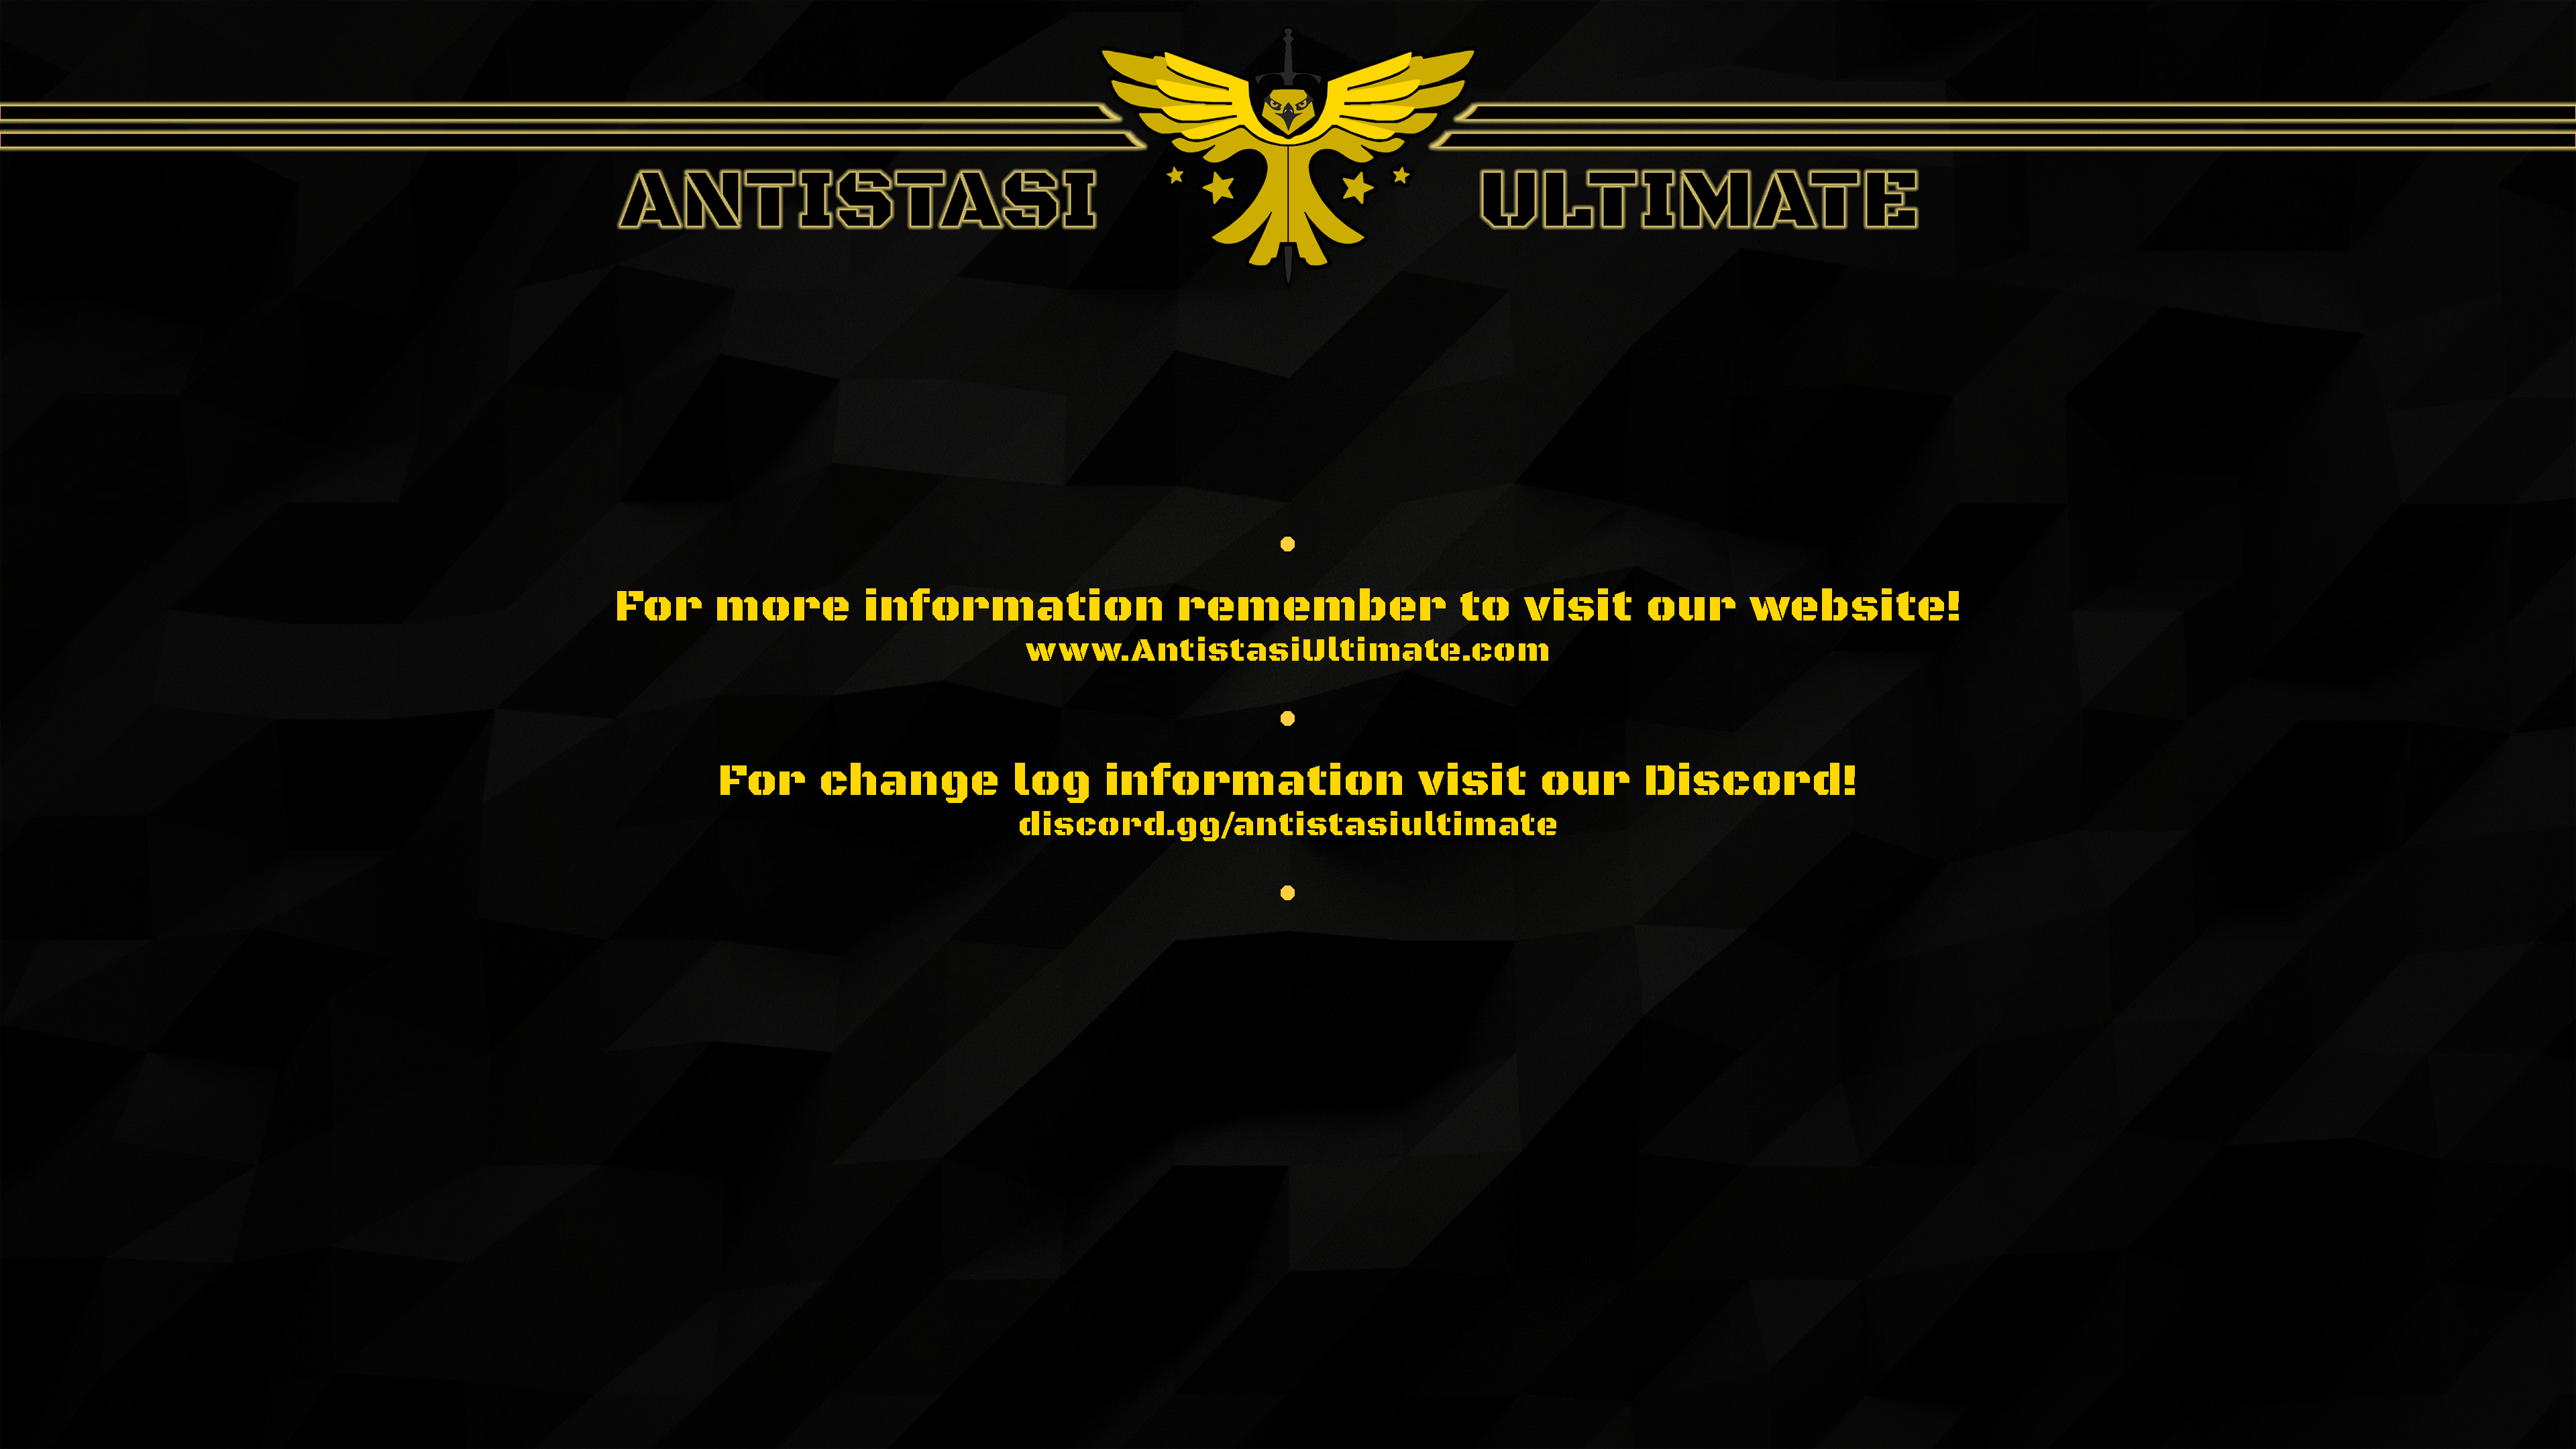 ANTISTASI ULTIMATE
For more information remember to visit our website!
www.AntistasiUltimate.com
For change log information visit our Discord!
discord.gg/antistasiultimate